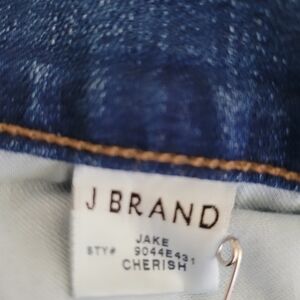 J BRAND
JAKE
STY# 9044E431
CHERISH